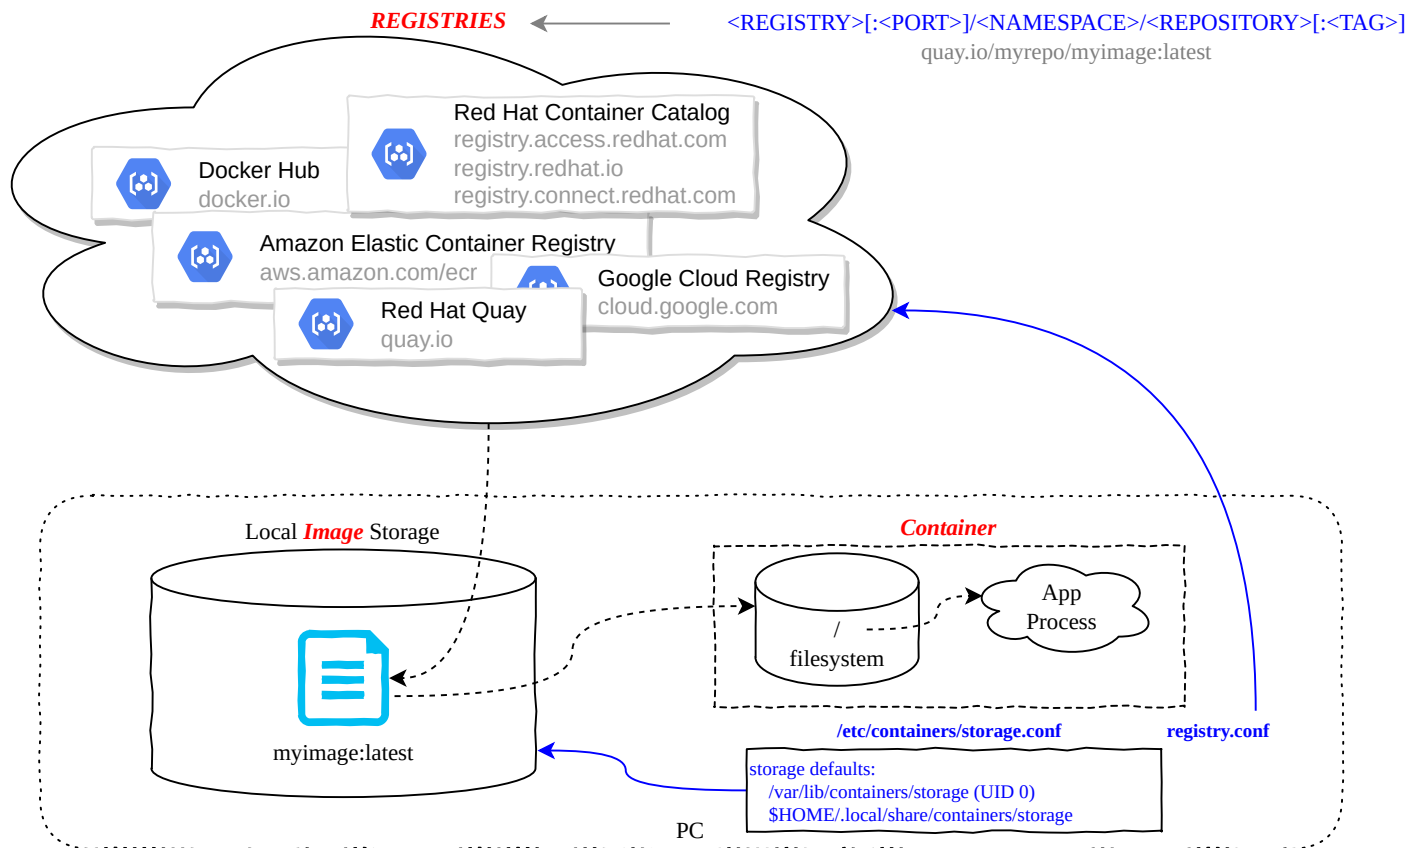 REGISTRIES
<REGISTRY>[:<PORT>]/<NAMESPACE>/<REPOSITORY>[:<TAG>]
quay.io/myrepo/myimage:latest
Red Hat Container Catalog
registry.access.redhat.com
registry.redhat.io
registry.connect.redhat.com
Docker Hub
docker.io
Amazon Elastic Container Registry
aws.amazon.com/ecr
Google Cloud Registry
cloud.google.com
Red Hat Quay
quay.io
Local Image Storage
myimage:latest
Container
/
filesystem
App
Process
/etc/containers/storage.conf
registry.conf
storage defaults:
/var/lib/containers/storage (UID 0)
$HOME/.local/share/containers/storage
PC